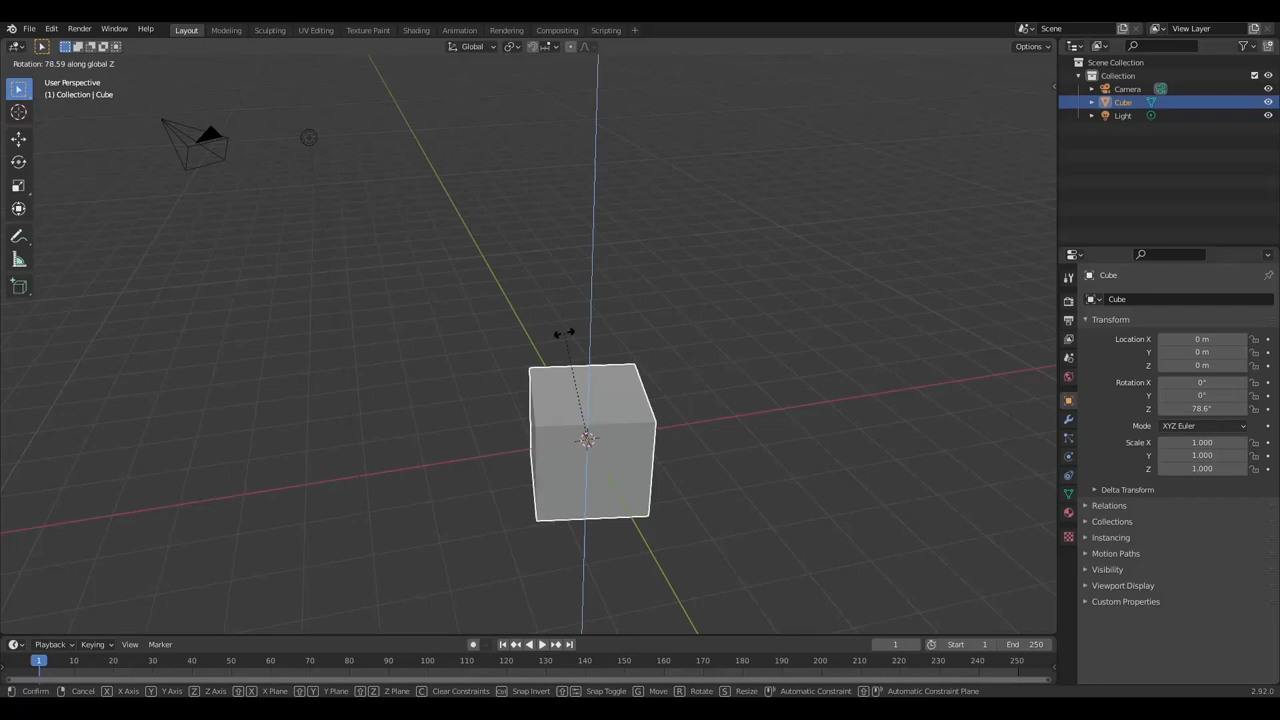 File Edit Render Window Help Layout Modeling Sculpting UV Editing Texture Paint Shading Animation Rendering Compositing Scripting Scene View Layer
Global Options
Rotation: 78.59 along global Z
User Perspective
(1) Collection | Cube
Scene Collection
Collection
Camera
Cube
Light
Cube
Cube
Transform
Location X 0 m
Y 0 m
Z 0 m
Rotation X 0°
Y 0°
Z 78.6°
Mode XYZ Euler
Scale X 1.000
Y 1.000
Z 1.000
Delta Transform
Relations
Collections
Instancing
Motion Paths
Visibility
Viewport Display
Custom Properties
Playback Keying View Marker 1 Start 1 End 250
1 10 20 30 40 50 60 70 80 90 100 110 120 130 140 150 160 170 180 190 200 210 220 230 240 250
Confirm Cancel X X Axis Y Y Axis Z Z Axis X X Plane Y Y Plane Z Z Plane C Clear Constraints Ctrl Snap Invert Snap Toggle G Move R Rotate S Resize Automatic Constraint Automatic Constraint Plane 2.92.0